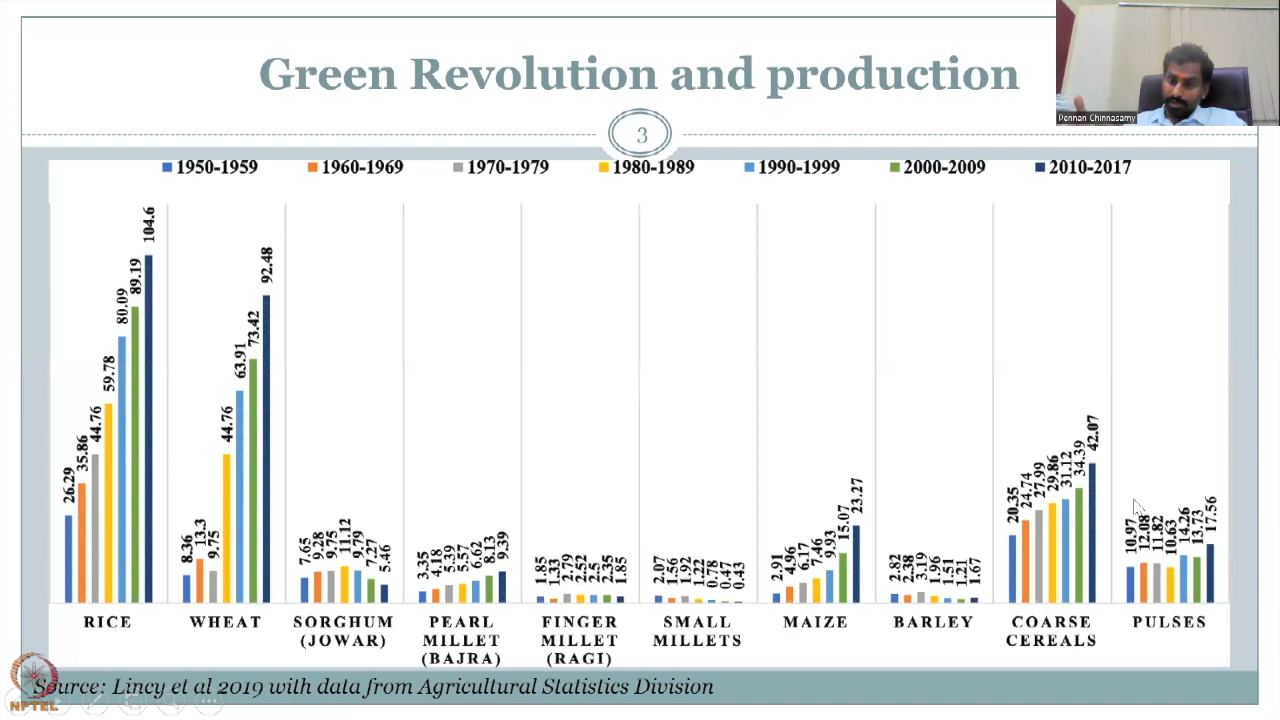 Green Revolution and production
Pennan Chinnasamy
3
1950-1959 1960-1969 1970-1979 1980-1989 1990-1999 2000-2009 2010-2017
26.29 35.86 44.76 59.78 80.09 89.19 104.6
8.36 13.3 9.75 44.76 63.91 73.42 92.48
7.65 9.28 9.75 11.12 9.79 7.27 5.46
3.35 4.18 5.39 5.57 6.62 8.13 9.39
1.85 1.33 2.79 2.52 2.5 2.35 1.85
2.07 1.56 1.92 1.22 0.78 0.47 0.43
2.91 4.96 6.17 7.46 9.93 15.07 23.27
2.82 2.38 3.19 1.96 1.51 1.21 1.67
20.35 24.74 27.99 29.86 31.12 34.39 42.07
10.97 12.08 11.82 10.63 14.26 13.73 17.56
RICE WHEAT SORGHUM PEARL FINGER SMALL MAIZE BARLEY COARSE PULSES
(JOWAR) MILLET MILLET MILLETS CEREALS
(BAJRA) (RAGI)
Source: Lincy et al 2019 with data from Agricultural Statistics Division
NPTEL